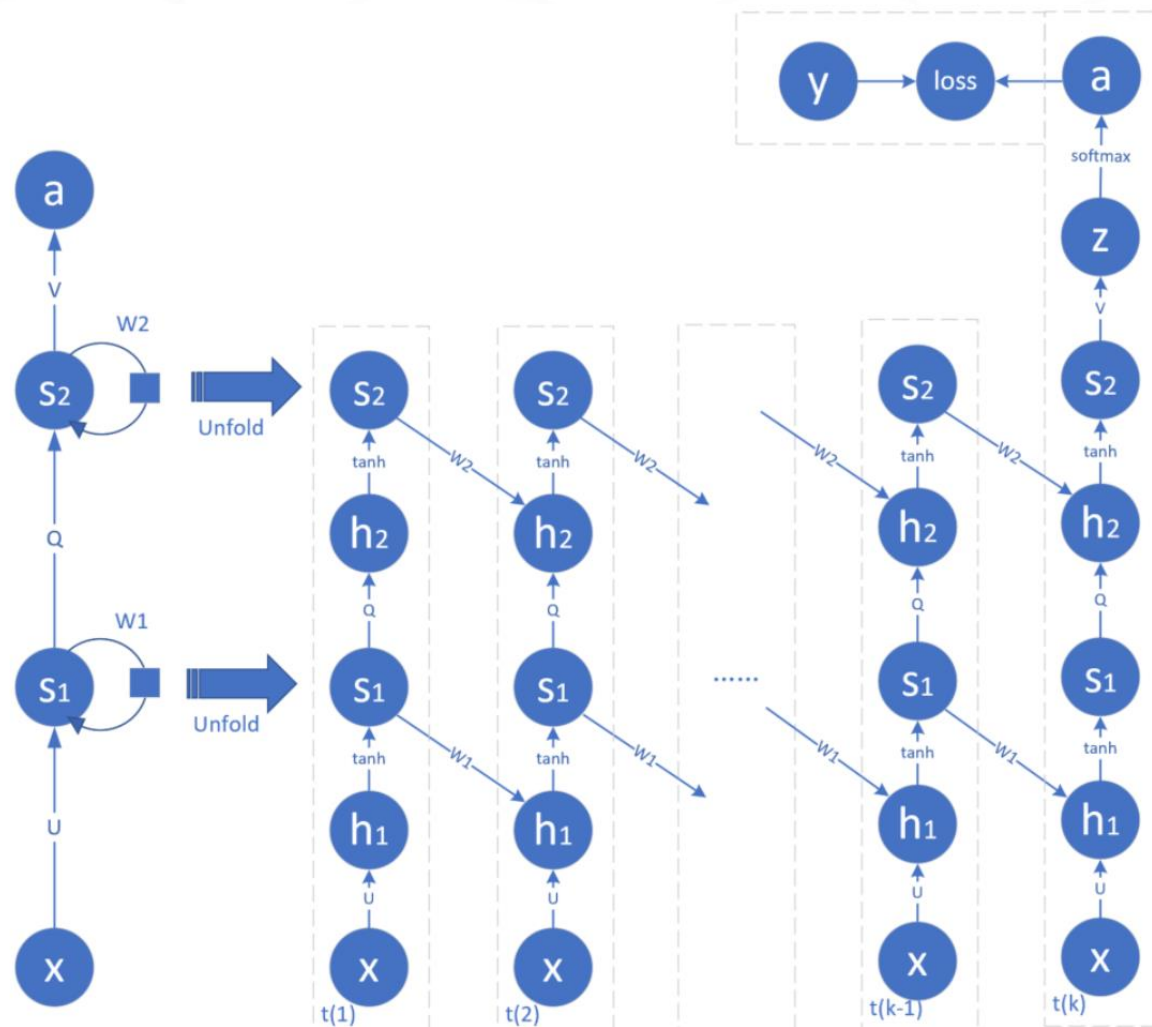 y
loss
a
softmax
z
V
s2
tanh
h2
Q
s1
tanh
h1
U
x
t(k)
a
V
W2
s2
Q
W1
s1
U
x
Unfold
Unfold
s2
W2
tanh
h2
Q
s1
W1
tanh
h1
U
x
t(1)
s2
W2
tanh
h2
Q
s1
W1
tanh
h1
U
x
t(2)
......
W2
W1
s2
W2
tanh
h2
Q
s1
W1
tanh
h1
U
x
t(k-1)